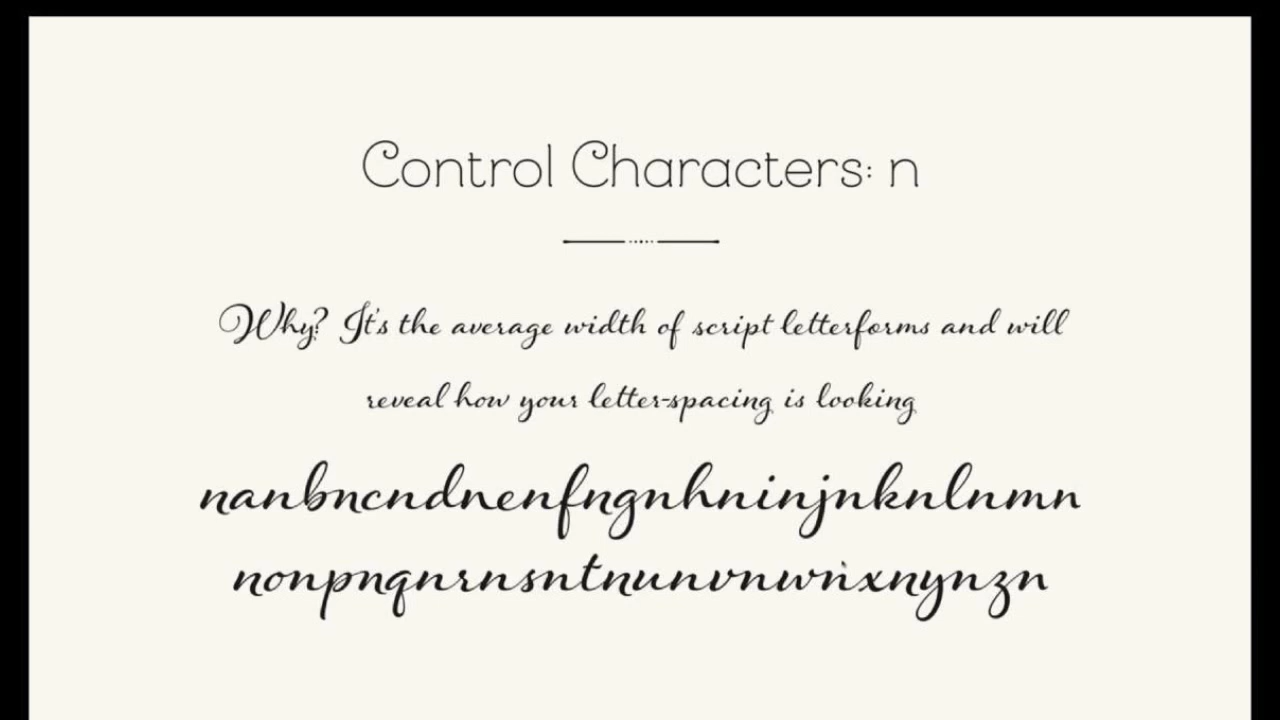 Control Characters: n
Why? It's the average width of script letterforms and will
reveal how your letter-spacing is looking
nanbncndnenfngnhninjnknlnmn
nonpnqnrnsntnunvnwnxnynzn